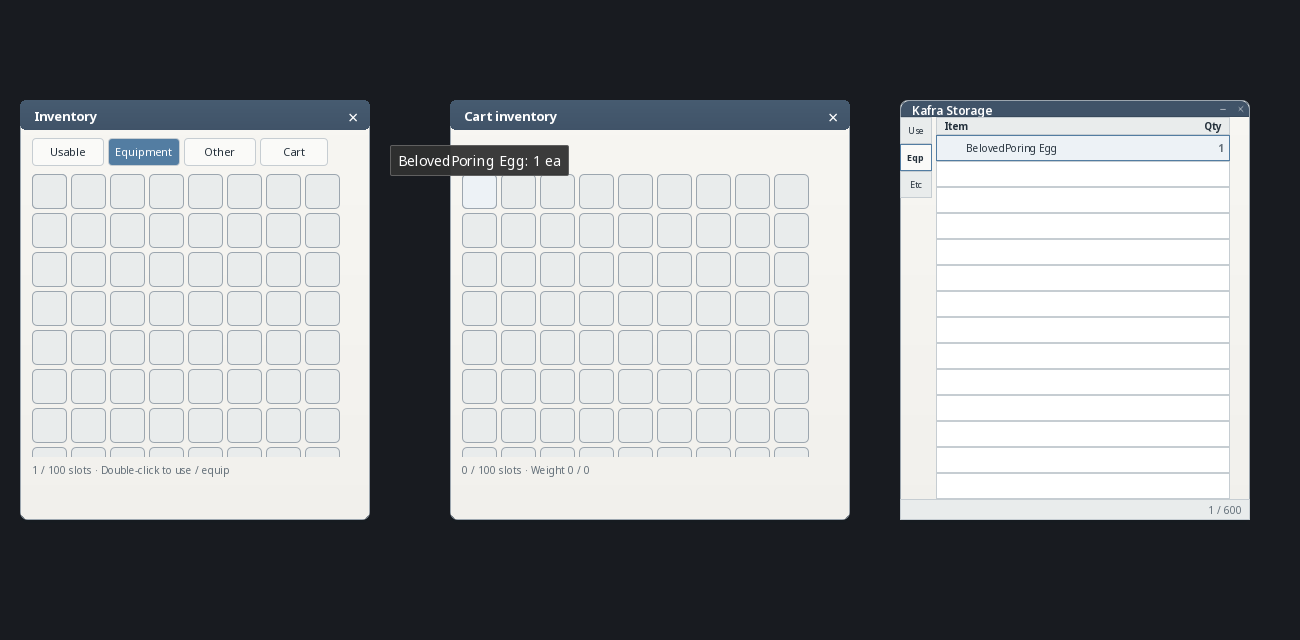 Inventory ×
Usable Equipment Other Cart
1 / 100 slots · Double-click to use / equip
Cart inventory ×
BelovedPoring Egg: 1 ea
0 / 100 slots · Weight 0 / 0
Kafra Storage – ×
Use
Eqp
Etc
Item Qty
BelovedPoring Egg 1
1 / 600